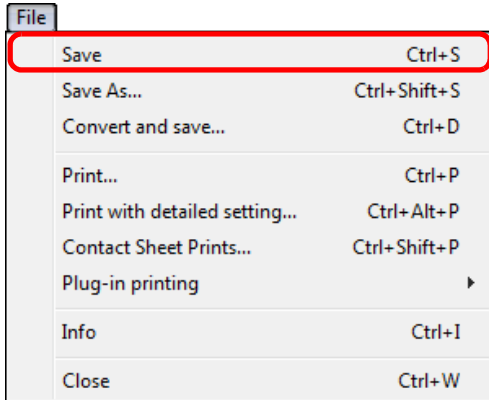 File
Save Ctrl+S
Save As... Ctrl+Shift+S
Convert and save... Ctrl+D
Print... Ctrl+P
Print with detailed setting... Ctrl+Alt+P
Contact Sheet Prints... Ctrl+Shift+P
Plug-in printing
Info Ctrl+I
Close Ctrl+W